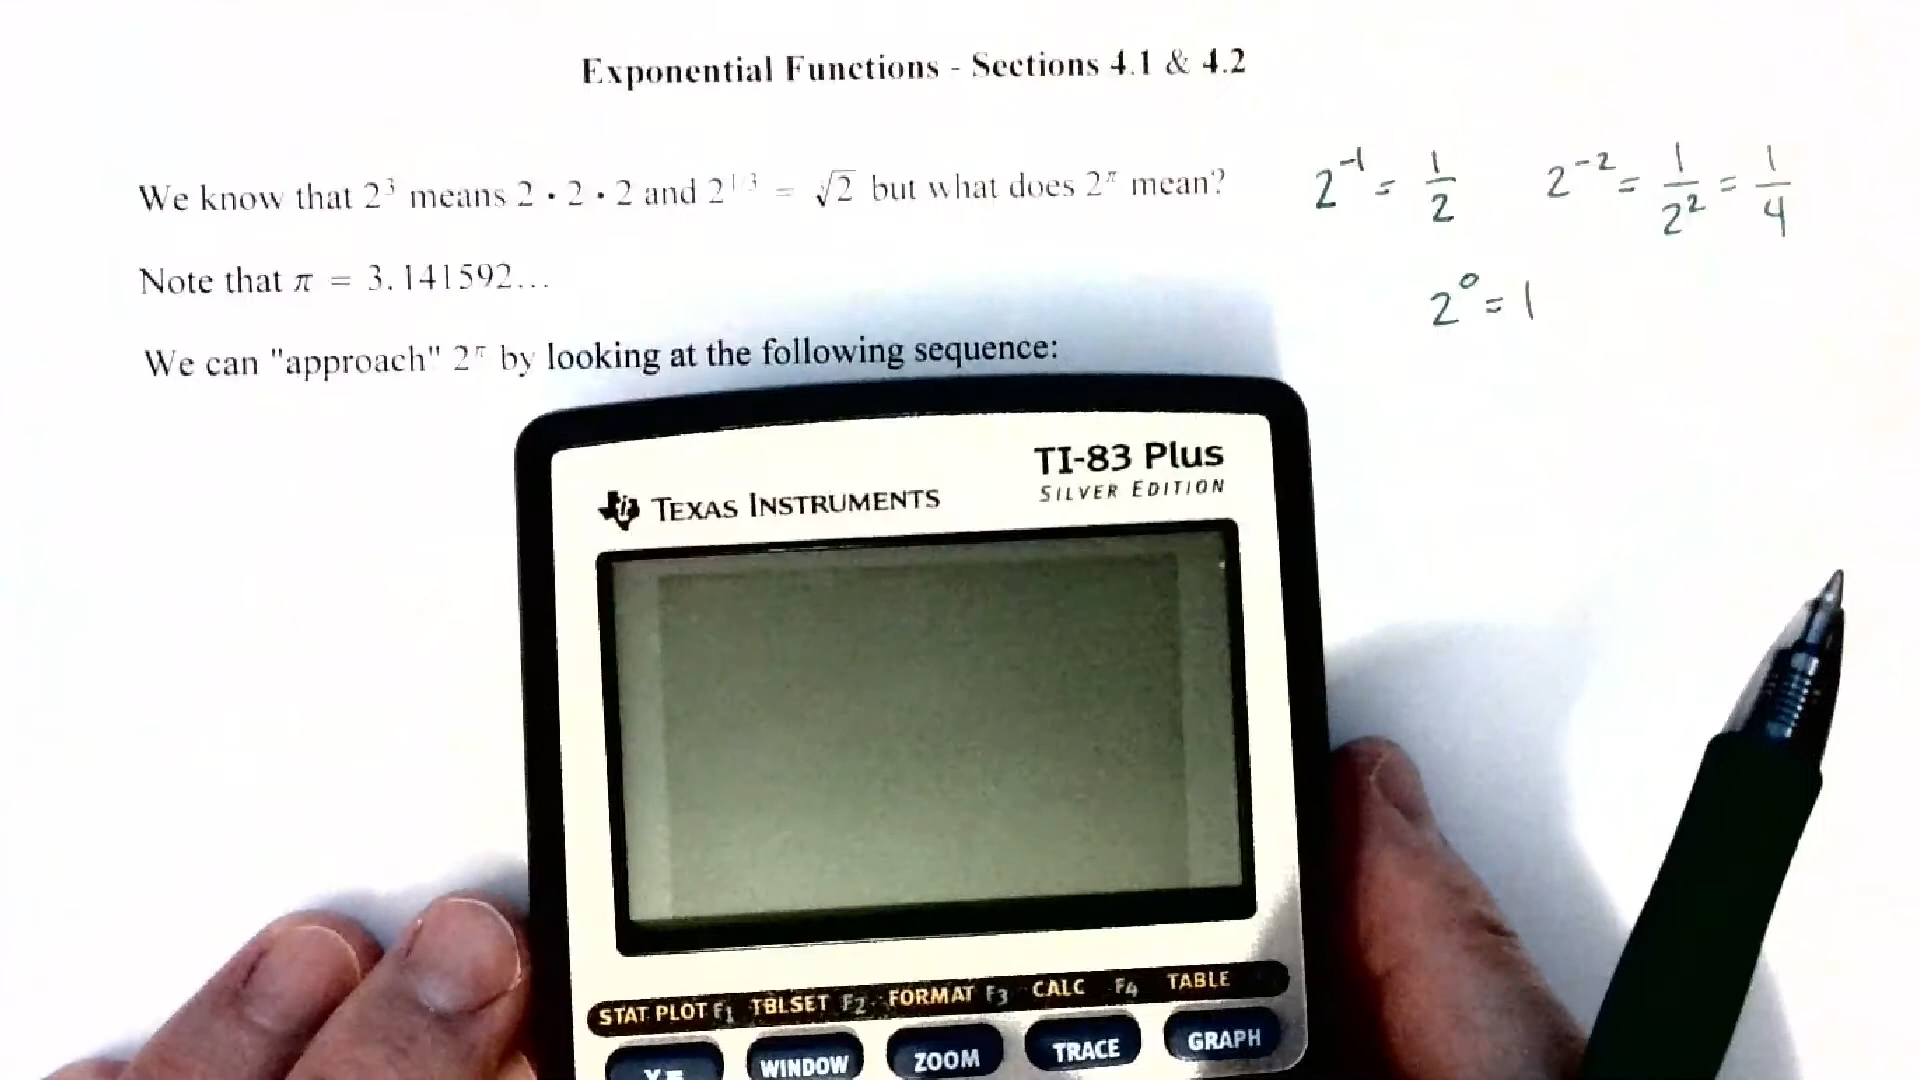 Exponential Functions - Sections 4.1 & 4.2
We know that 2³ means 2 · 2 · 2 and 2^{1/3} = √2 but what does 2^π mean?
2⁻¹ = 1/2
2⁻² = 1/2² = 1/4
Note that π = 3.141592...
2⁰ = 1
We can "approach" 2^π by looking at the following sequence:
TI-83 Plus
SILVER EDITION
TEXAS INSTRUMENTS
STAT PLOT F1 TBLSET F2 FORMAT F3 CALC F4 TABLE
Y= WINDOW ZOOM TRACE GRAPH